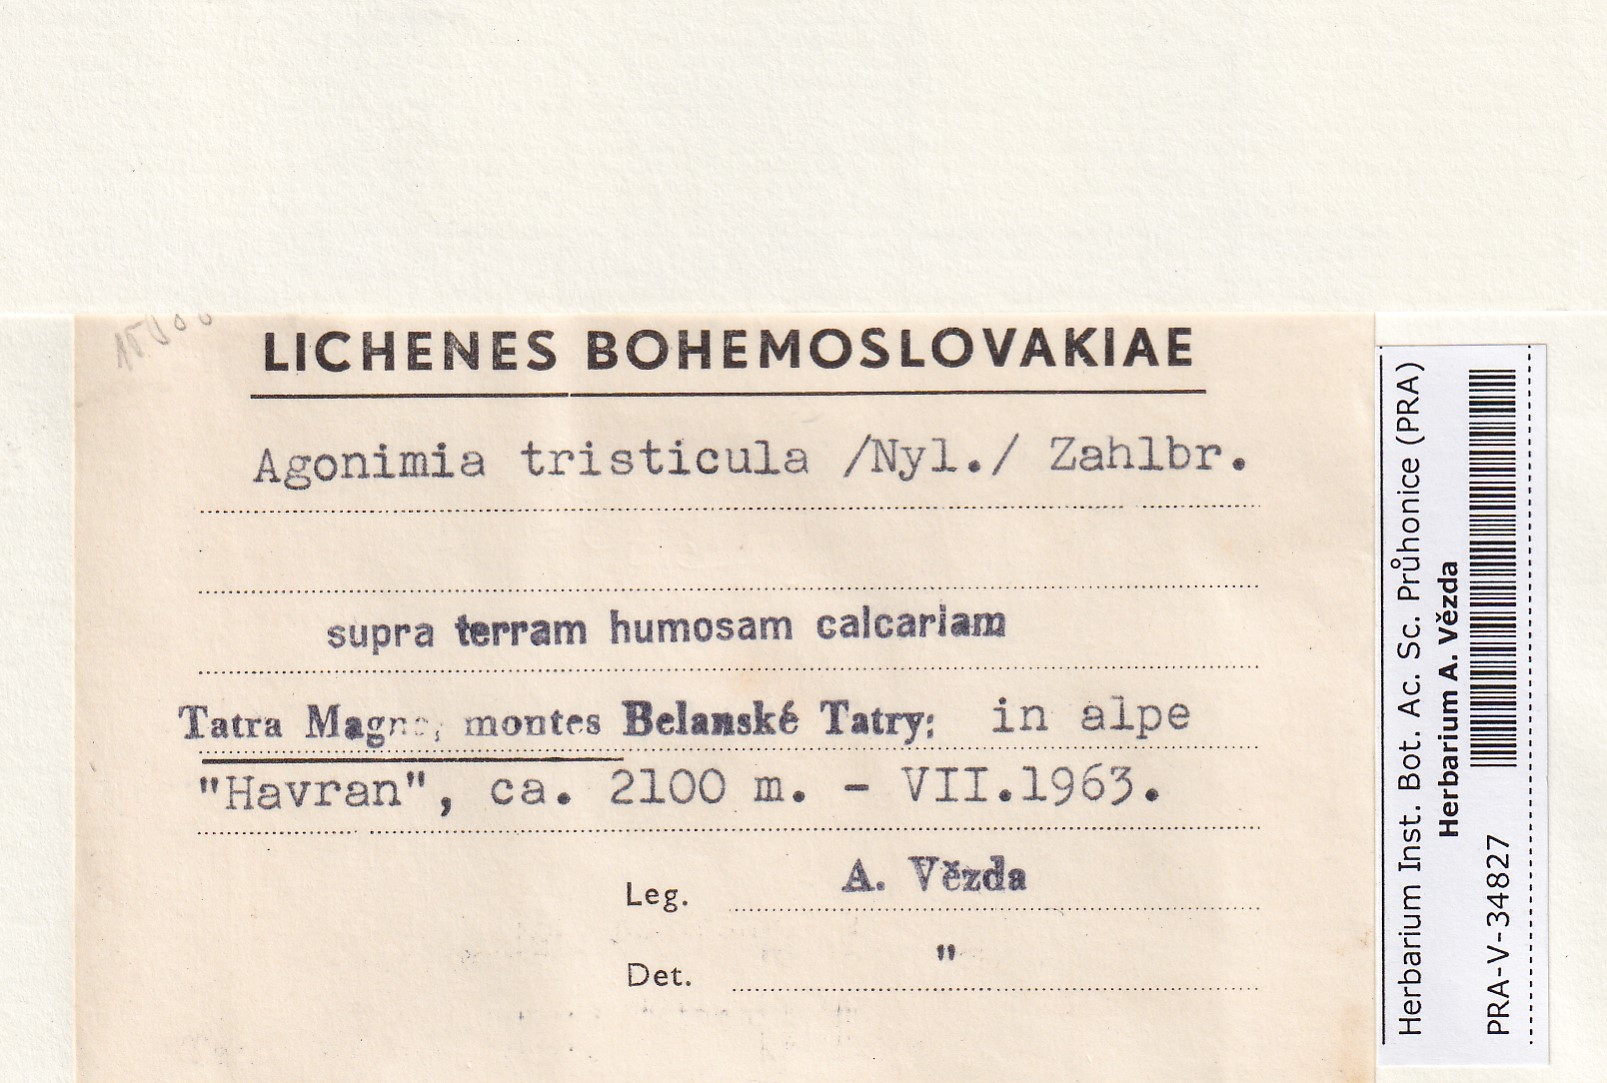 LICHENES BOHEMOSLOVAKIAE
Agonimia tristicula /Nyl./ Zahlbr.
supra terram humosam calcariam
Tatra Magna, montes Belanské Tatry: in alpe
"Havran", ca. 2100 m. - VII.1963.
Leg. A. Vězda
Det. "
Herbarium Inst. Bot. Ac. Sc. Průhonice (PRA)
Herbarium A. Vězda
PRA-V-34827